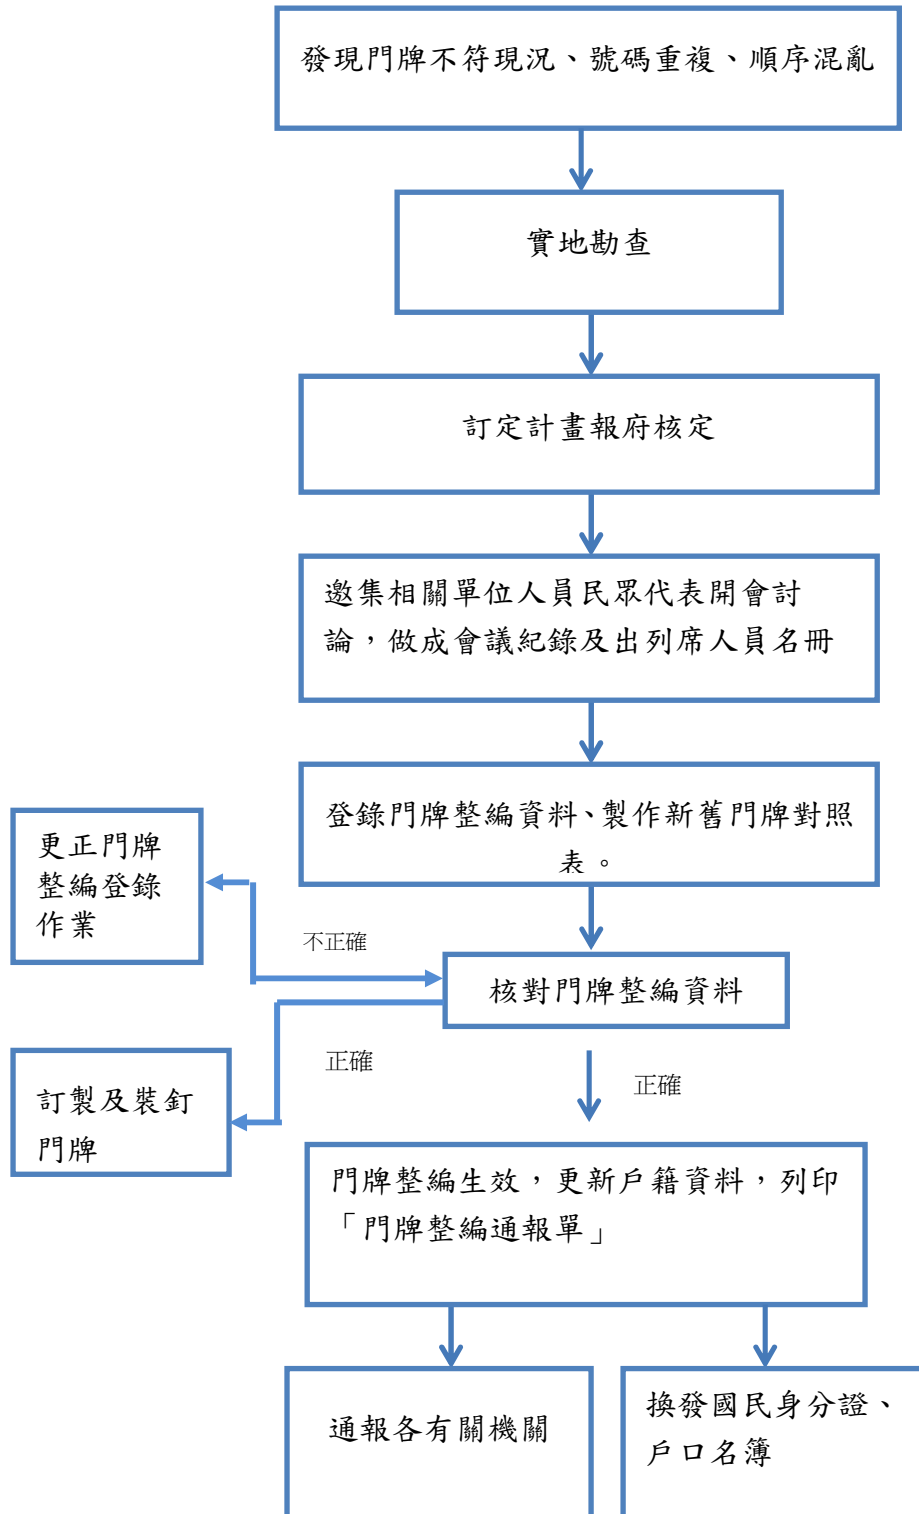 發現門牌不符現況、號碼重複、順序混亂
實地勘查
訂定計畫報府核定
邀集相關單位人員民眾代表開會討
論，做成會議紀錄及出列席人員名冊
登錄門牌整編資料、製作新舊門牌對照
表。
更正門牌
整編登錄
作業
不正確
核對門牌整編資料
正確
正確
訂製及裝釘
門牌
門牌整編生效，更新戶籍資料，列印
「門牌整編通報單」
通報各有關機關
換發國民身分證、
戶口名簿